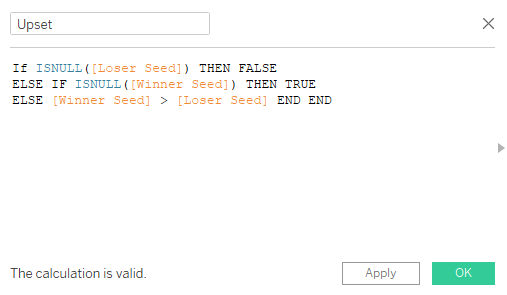 Upset
If ISNULL([Loser Seed]) THEN FALSE
ELSE IF ISNULL([Winner Seed]) THEN TRUE
ELSE [Winner Seed] > [Loser Seed] END END
The calculation is valid.
Apply
OK